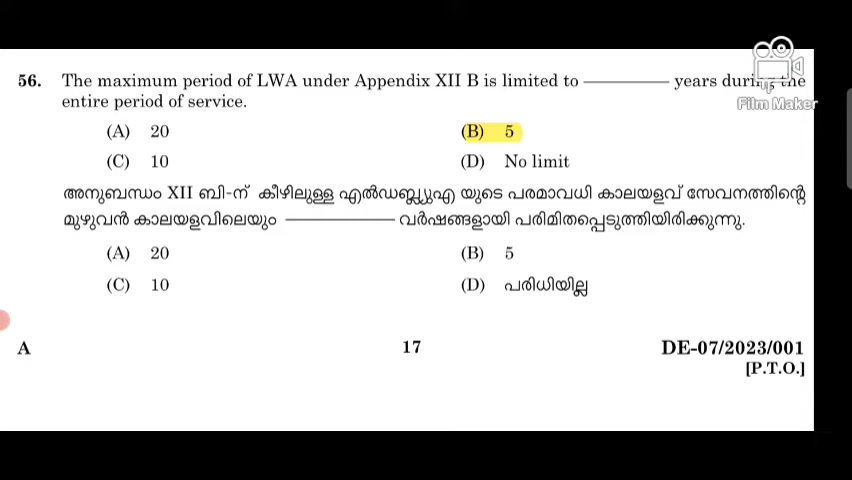 56. The maximum period of LWA under Appendix XII B is limited to ———— years during the
entire period of service.
(A) 20 (B) 5
(C) 10 (D) No limit
അനുബന്ധം XII ബി-ന് കീഴിലുള്ള എൽഡബ്ല്യുഎ യുടെ പരമാവധി കാലയളവ് സേവനത്തിന്റെ
മുഴുവൻ കാലയളവിലെയും ———— വർഷങ്ങളായി പരിമിതപ്പെടുത്തിയിരിക്കുന്നു.
(A) 20 (B) 5
(C) 10 (D) പരിധിയില്ല
A 17 DE-07/2023/001
[P.T.O.]
Film Maker